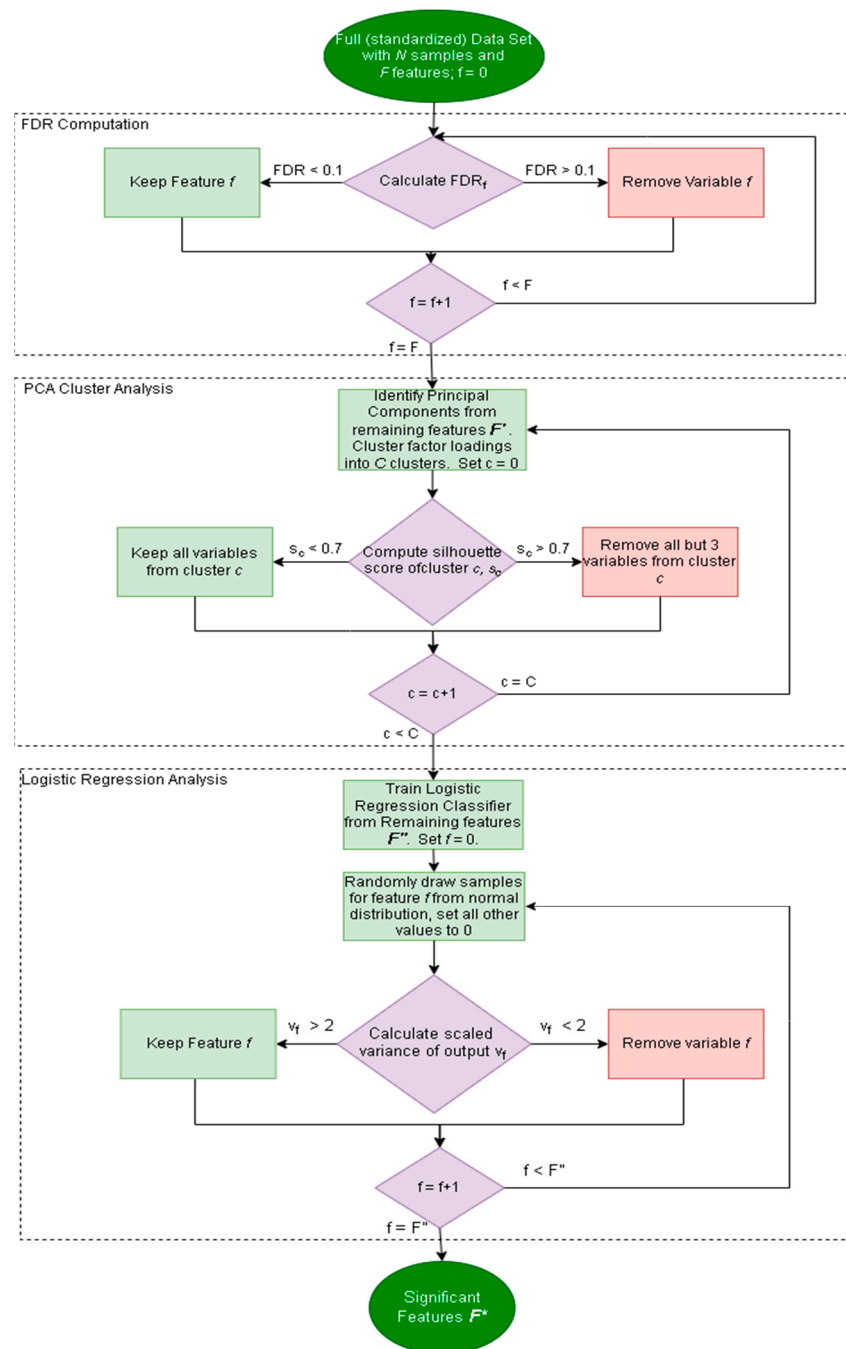 Full (standardized) Data Set
with N samples and
F features; f = 0
FDR Computation
Keep Feature f
FDR < 0.1
Calculate FDRf
FDR > 0.1
Remove Variable f
f = f+1
f < F
f = F
PCA Cluster Analysis
Identify Principal
Components from
remaining features F'.
Cluster factor loadings
into C clusters. Set c = 0
Keep all variables
from cluster c
sc < 0.7
Compute silhouette
score ofcluster c, sc
sc > 0.7
Remove all but 3
variables from cluster
c
c = c+1
c = C
c < C
Logistic Regression Analysis
Train Logistic
Regression Classifier
from Remaining features
F". Set f = 0.
Randomly draw samples
for feature f from normal
distribution, set all other
values to 0
Keep Feature f
vf > 2
Calculate scaled
variance of output vf
vf < 2
Remove variable f
f = f+1
f < F"
f = F"
Significant
Features F*